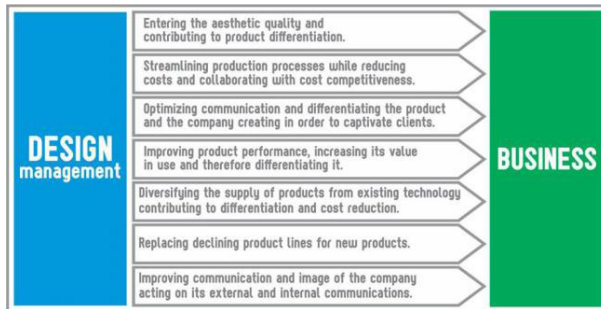 Entering the aesthetic quality and
contributing to product differentiation.
Streamlining production processes while reducing
costs and collaborating with cost competitiveness.
Optimizing communication and differentiating the product
and the company creating in order to captivate clients.
DESIGN
management
Improving product performance, increasing its value
in use and therefore differentiating it.
BUSINESS
Diversifying the supply of products from existing technology
contributing to differentiation and cost reduction.
Replacing declining product lines for new products.
Improving communication and image of the company
acting on its external and internal communications.